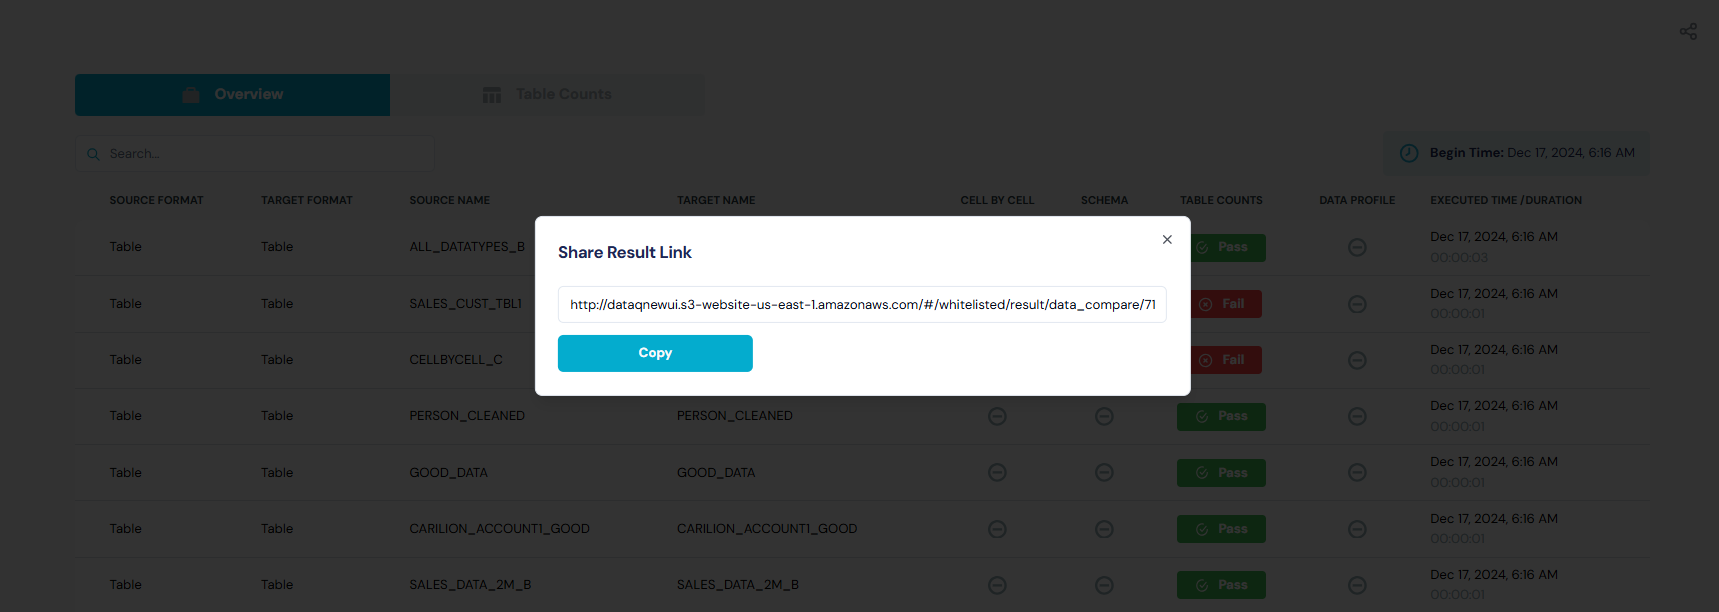 Overview
Table Counts
Search...
Begin Time: Dec 17, 2024, 6:16 AM
SOURCE FORMAT TARGET FORMAT SOURCE NAME TARGET NAME CELL BY CELL SCHEMA TABLE COUNTS DATA PROFILE EXECUTED TIME /DURATION
Table Table ALL_DATATYPES_B Pass Dec 17, 2024, 6:16 AM
00:00:03
Table Table SALES_CUST_TBL1 Fail Dec 17, 2024, 6:16 AM
00:00:01
Table Table CELLBYCELL_C Fail Dec 17, 2024, 6:16 AM
00:00:01
Table Table PERSON_CLEANED PERSON_CLEANED Pass Dec 17, 2024, 6:16 AM
00:00:01
Table Table GOOD_DATA GOOD_DATA Pass Dec 17, 2024, 6:16 AM
00:00:01
Table Table CARILION_ACCOUNT1_GOOD CARILION_ACCOUNT1_GOOD Pass Dec 17, 2024, 6:16 AM
00:00:01
Table Table SALES_DATA_2M_B SALES_DATA_2M_B Pass Dec 17, 2024, 6:16 AM
00:00:01
Share Result Link
http://dataqnewui.s3-website-us-east-1.amazonaws.com/#/whitelisted/result/data_compare/71
Copy